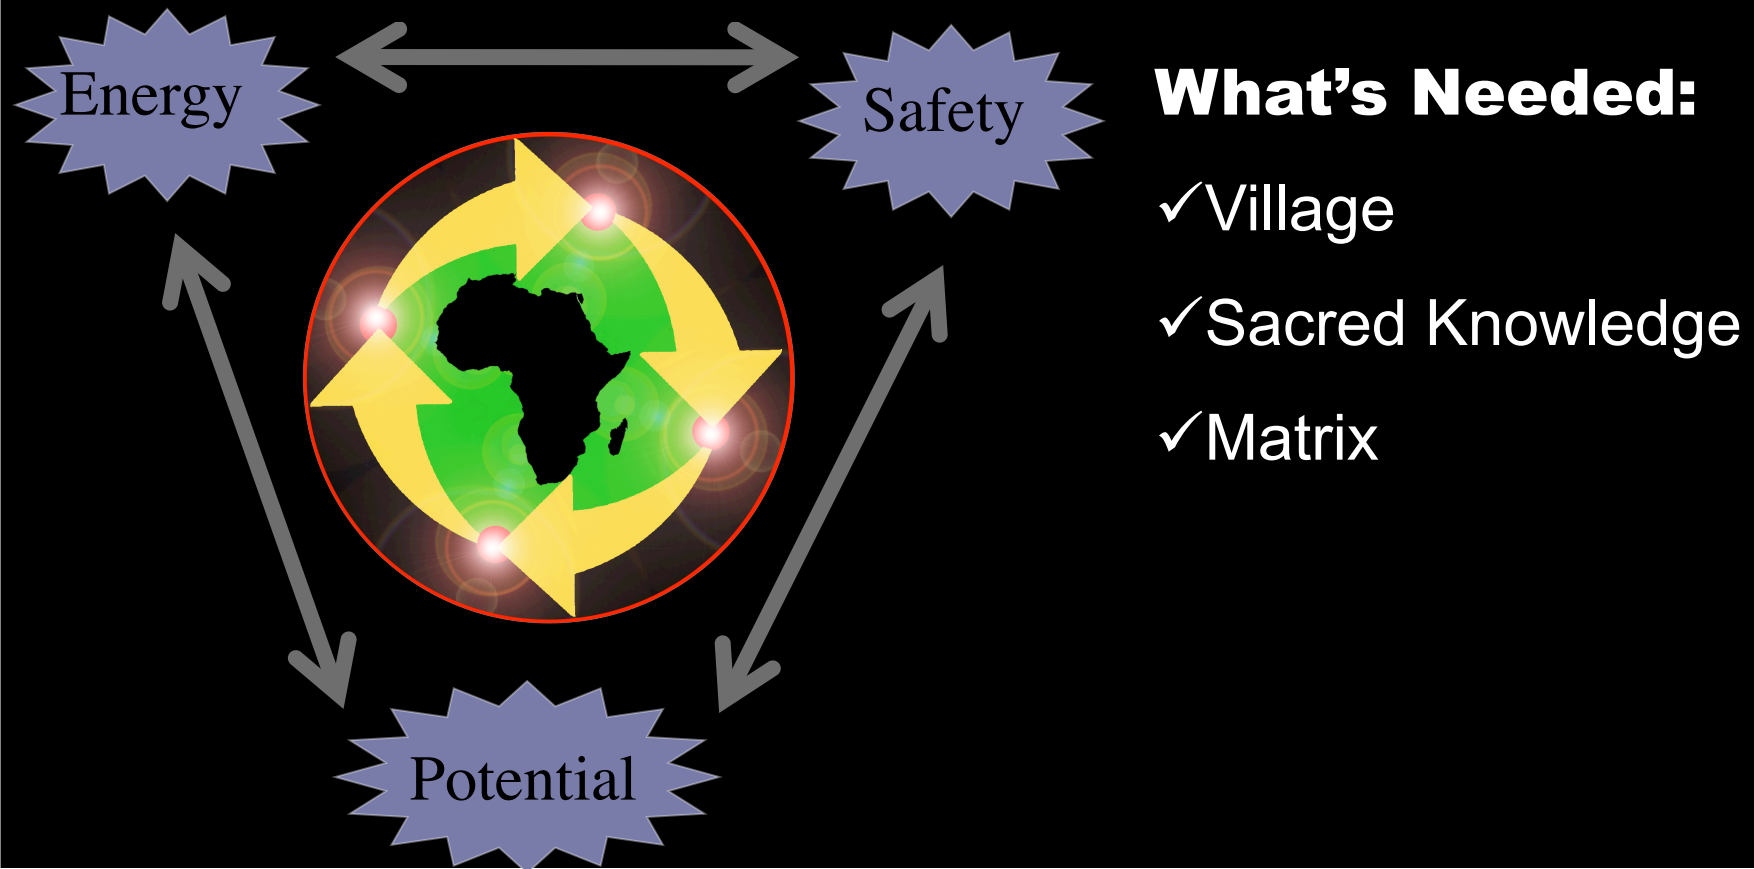 Energy
Safety
Potential
What’s Needed:
✓Village
✓Sacred Knowledge
✓Matrix